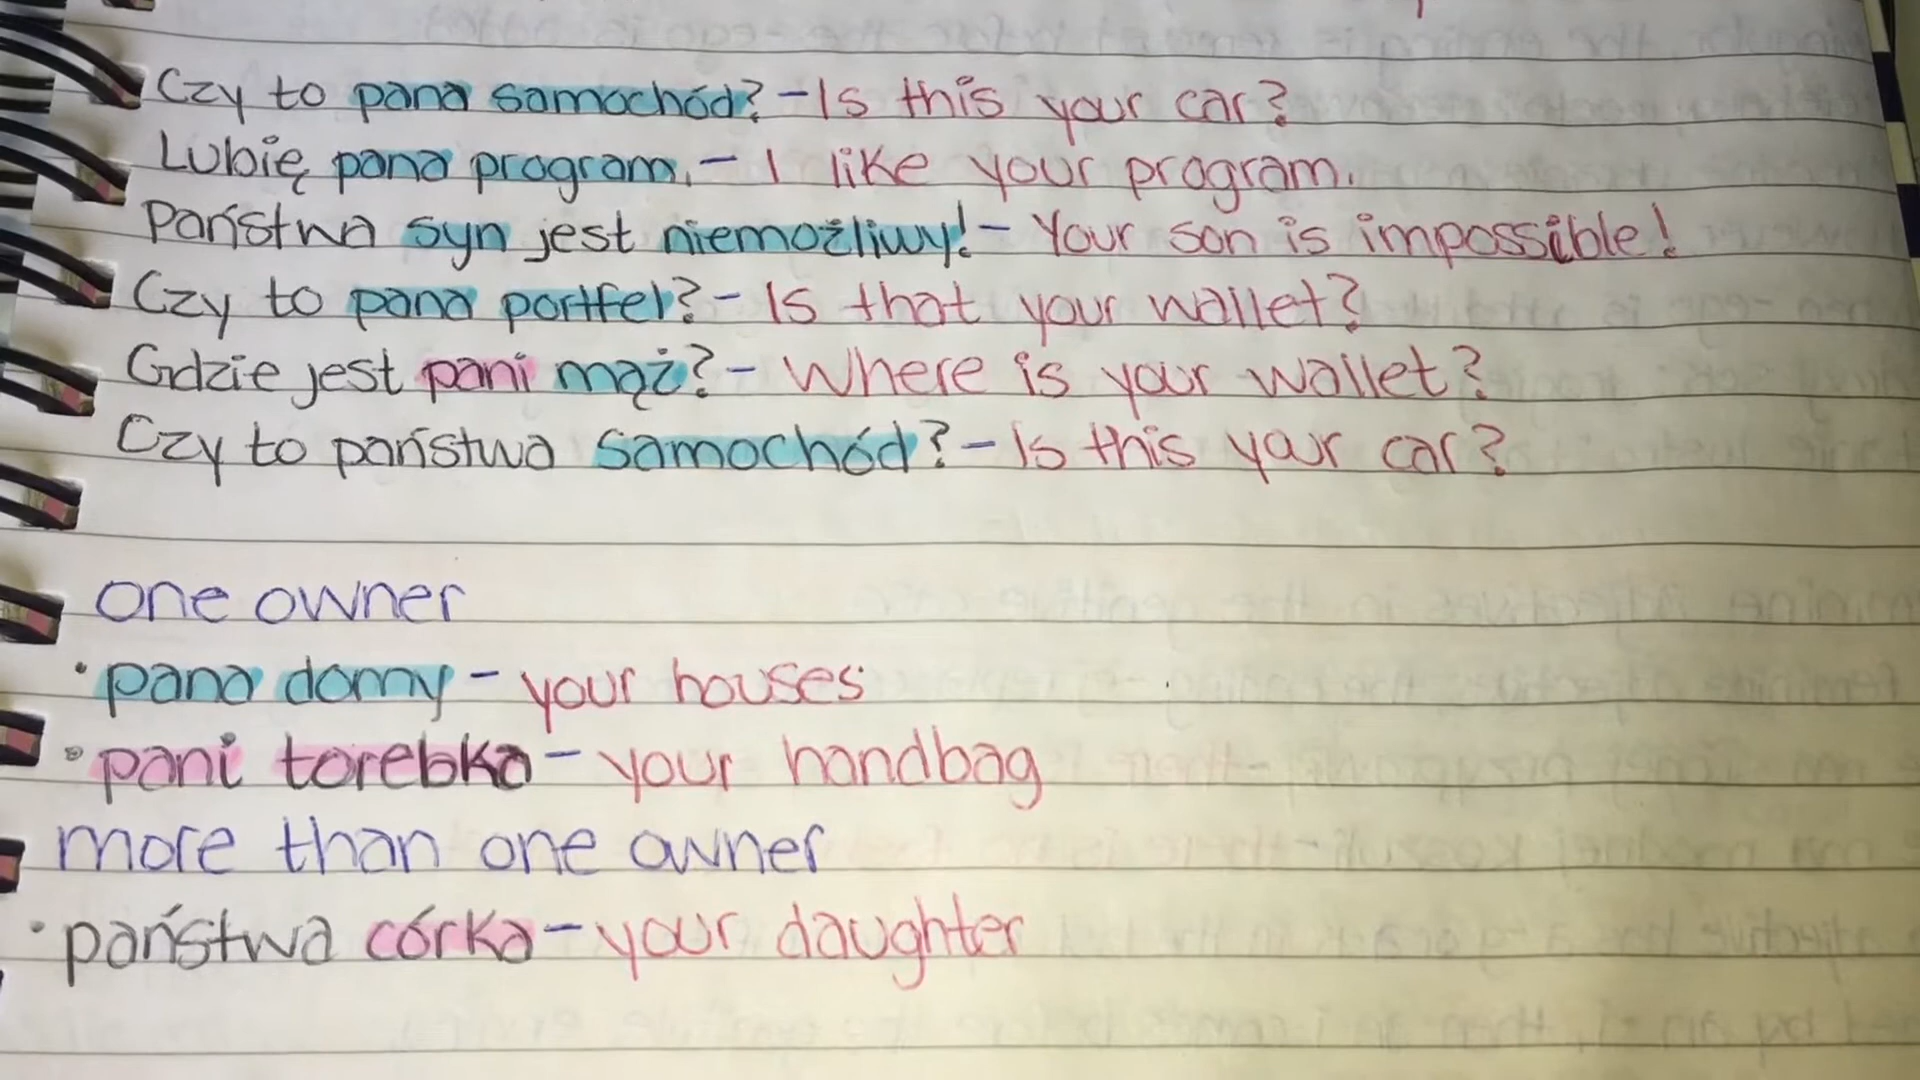 Czy to pana samochód? - Is this your car?
Lubię pana program. - I like your program.
Państwa syn jest niemożliwy! - Your son is impossible!
Czy to pana portfel? - Is that your wallet?
Gdzie jest pani mąż? - Where is your wallet?
Czy to państwa samochód? - Is this your car?
one owner
• pana domy - your houses
• pani torebka - your handbag
more than one owner
• państwa córka - your daughter